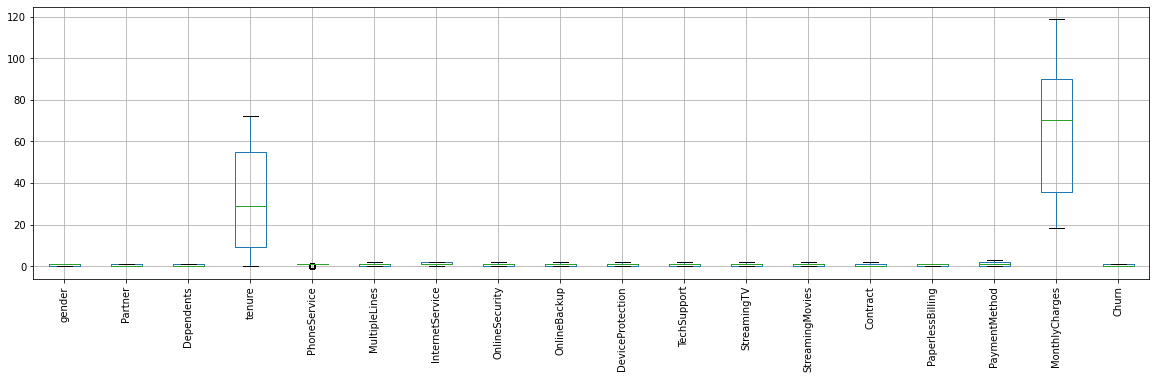 120
100
80
60
40
20
0
gender
Partner
Dependents
tenure
PhoneService
MultipleLines
InternetService
OnlineSecurity
OnlineBackup
DeviceProtection
TechSupport
StreamingTV
StreamingMovies
Contract
PaperlessBilling
PaymentMethod
MonthlyCharges
Churn